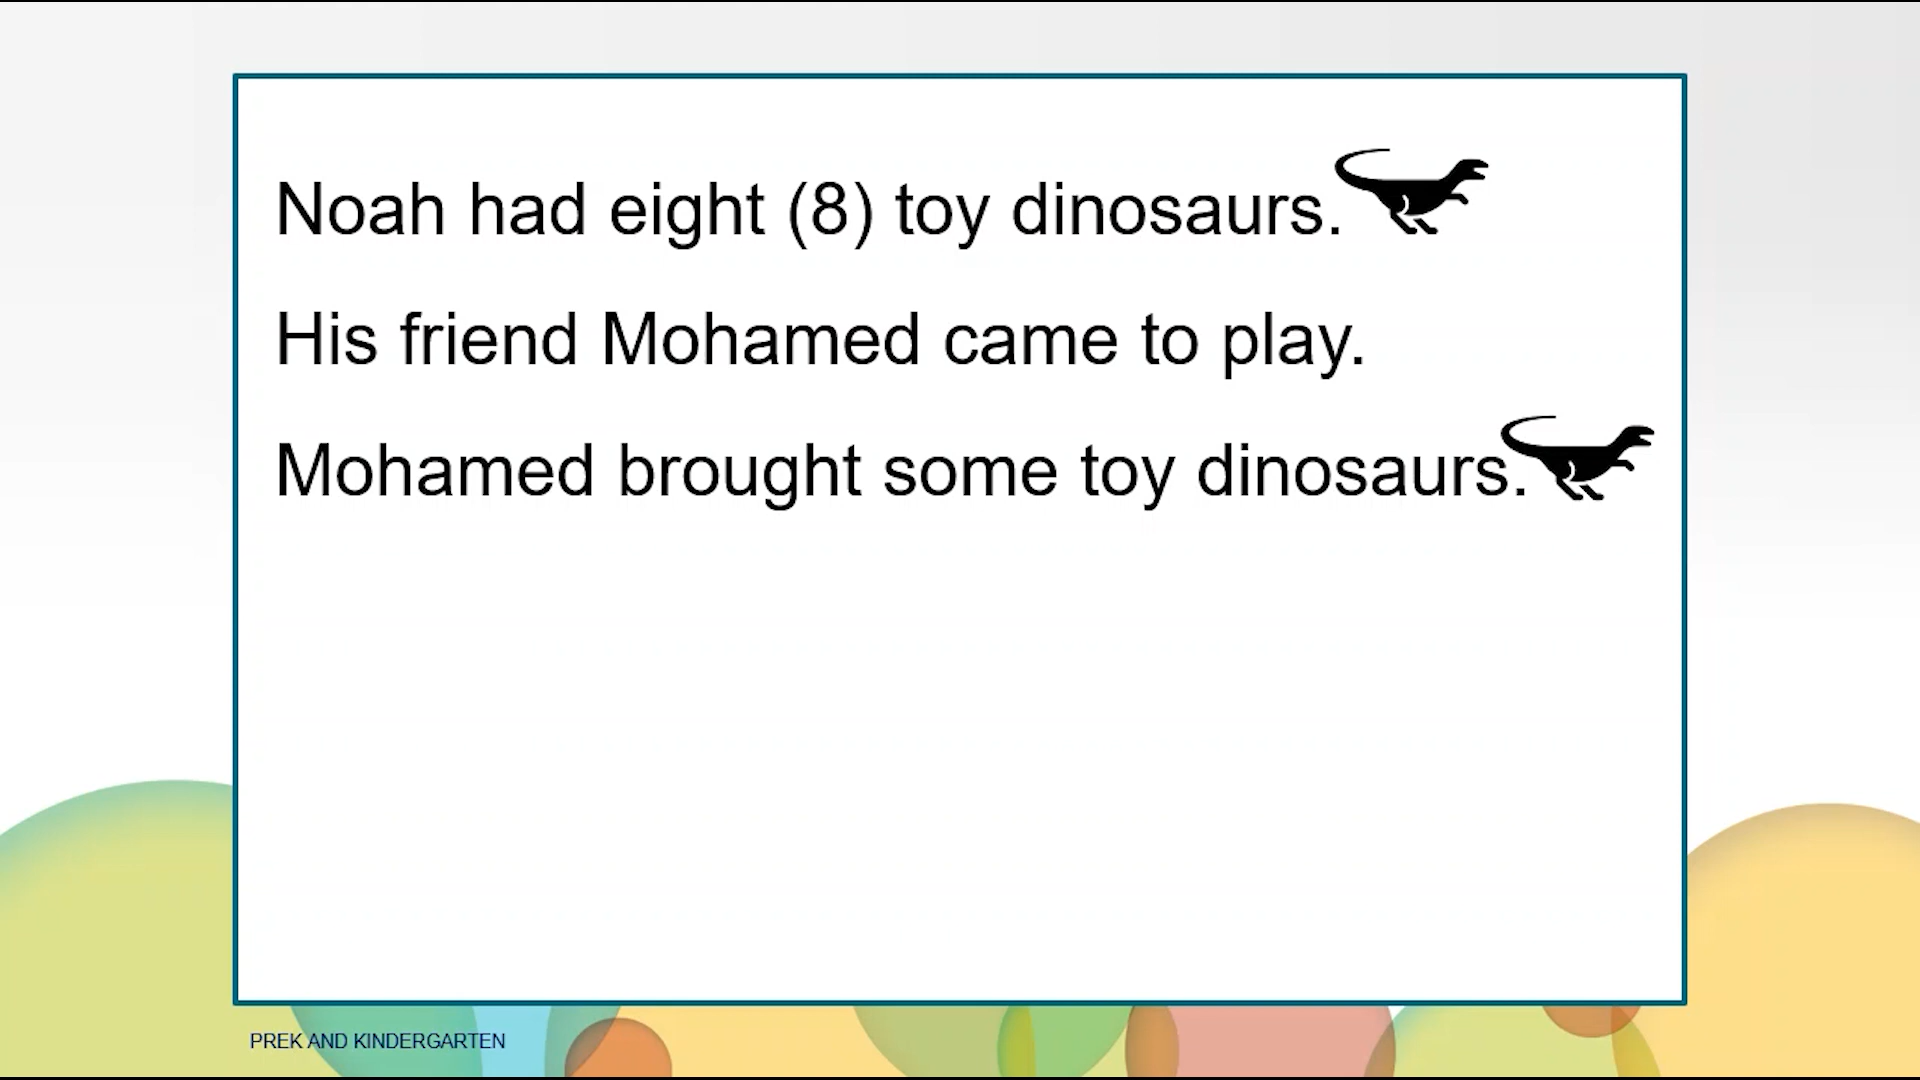 Noah had eight (8) toy dinosaurs.
His friend Mohamed came to play.
Mohamed brought some toy dinosaurs.
PREK AND KINDERGARTEN